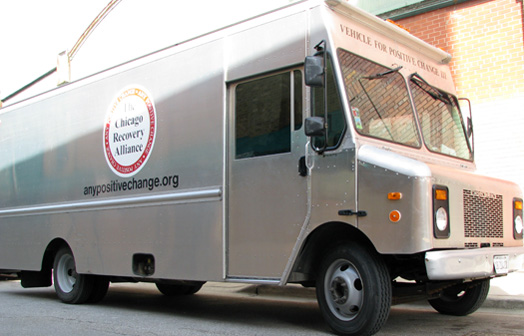 VEHICLE FOR POSITIVE CHANGE
The
Chicago
Recovery
Alliance
anypositivechange.org